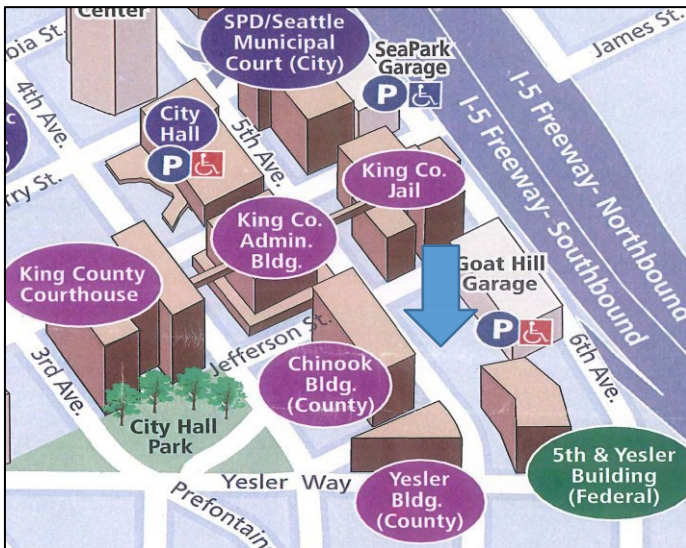 Center
SPD/Seattle
Municipal
Court (City)
SeaPark
Garage
P
James St.
bia St.
4th Ave.
City
Hall
P
5th Ave.
I-5 Freeway- Northbound
I-5 Freeway- Southbound
c
)
rry St.
King Co.
Jail
King Co.
Admin.
Bldg.
King County
Courthouse
Goat Hill
Garage
P
Jefferson St.
6th Ave.
3rd Ave.
Chinook
Bldg.
(County)
City Hall
Park
5th & Yesler
Building
(Federal)
Yesler Way
Yesler
Bldg.
(County)
Prefontain